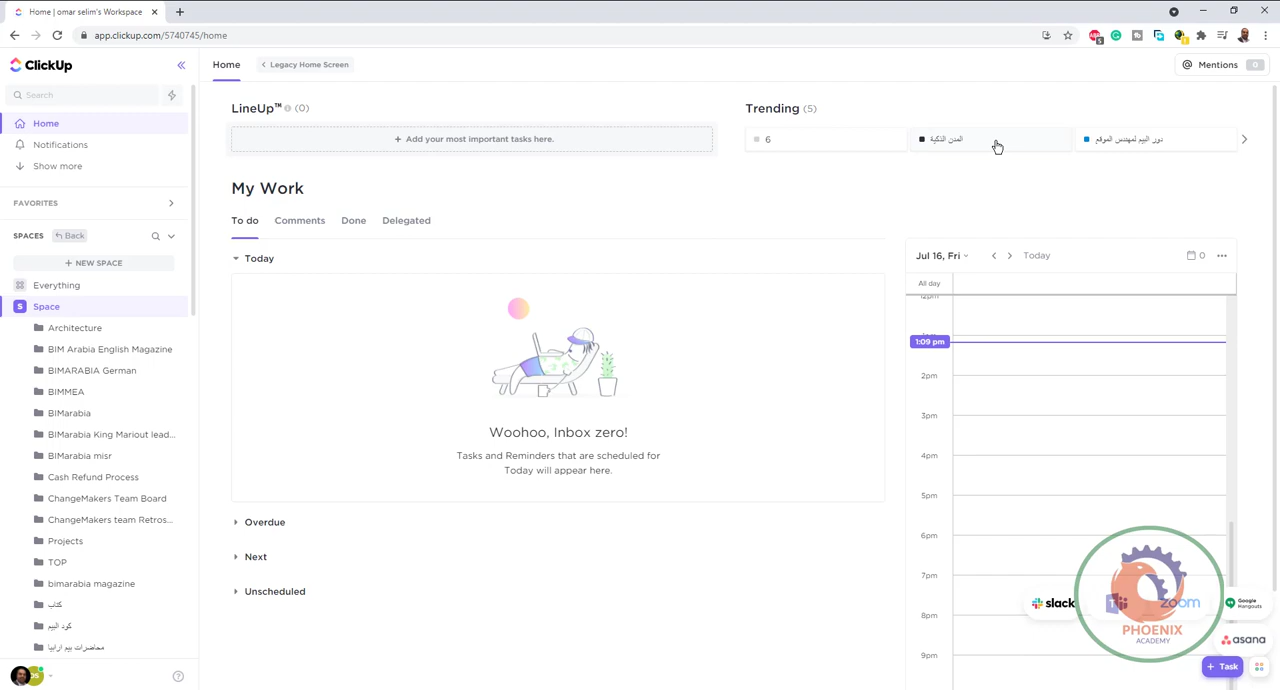 Home | omar selim's Workspace
app.clickup.com/5740745/home
ClickUp
Search
Home
Notifications
Show more
FAVORITES
SPACES
Back
+ NEW SPACE
Everything
S Space
Architecture
BIM Arabia English Magazine
BIMARABIA German
BIMMEA
BIMarabia
BIMarabia King Mariout lead...
BIMarabia misr
Cash Refund Process
ChangeMakers Team Board
ChangeMakers team Retros...
Projects
TOP
bimarabia magazine
كتاب
كود البيم
محاضرات بيم ارابيا
Home
Legacy Home Screen
@ Mentions 0
LineUp™ (0)
+ Add your most important tasks here.
Trending (5)
6
المدن الذكية
دور البيم لمهندس الموقع
My Work
To do
Comments
Done
Delegated
Today
Woohoo, Inbox zero!
Tasks and Reminders that are scheduled for
Today will appear here.
Overdue
Next
Unscheduled
Jul 16, Fri
Today
0
All day
12pm
1:09 pm
2pm
3pm
4pm
5pm
6pm
7pm
8pm
9pm
slack
zoom
Google Hangouts
asana
PHOENIX
ACADEMY
+ Task